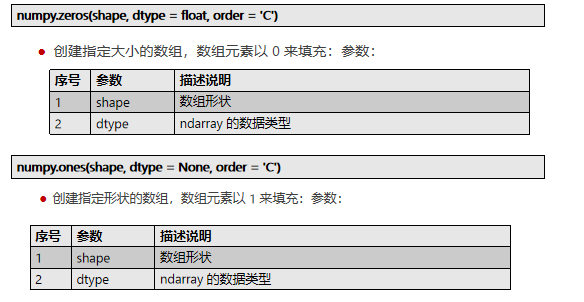 numpy.zeros(shape, dtype = float, order = 'C')
创建指定大小的数组，数组元素以 0 来填充：参数：
序号 参数 描述说明
1 shape 数组形状
2 dtype ndarray 的数据类型
numpy.ones(shape, dtype = None, order = 'C')
创建指定形状的数组，数组元素以 1 来填充：参数：
序号 参数 描述说明
1 shape 数组形状
2 dtype ndarray 的数据类型